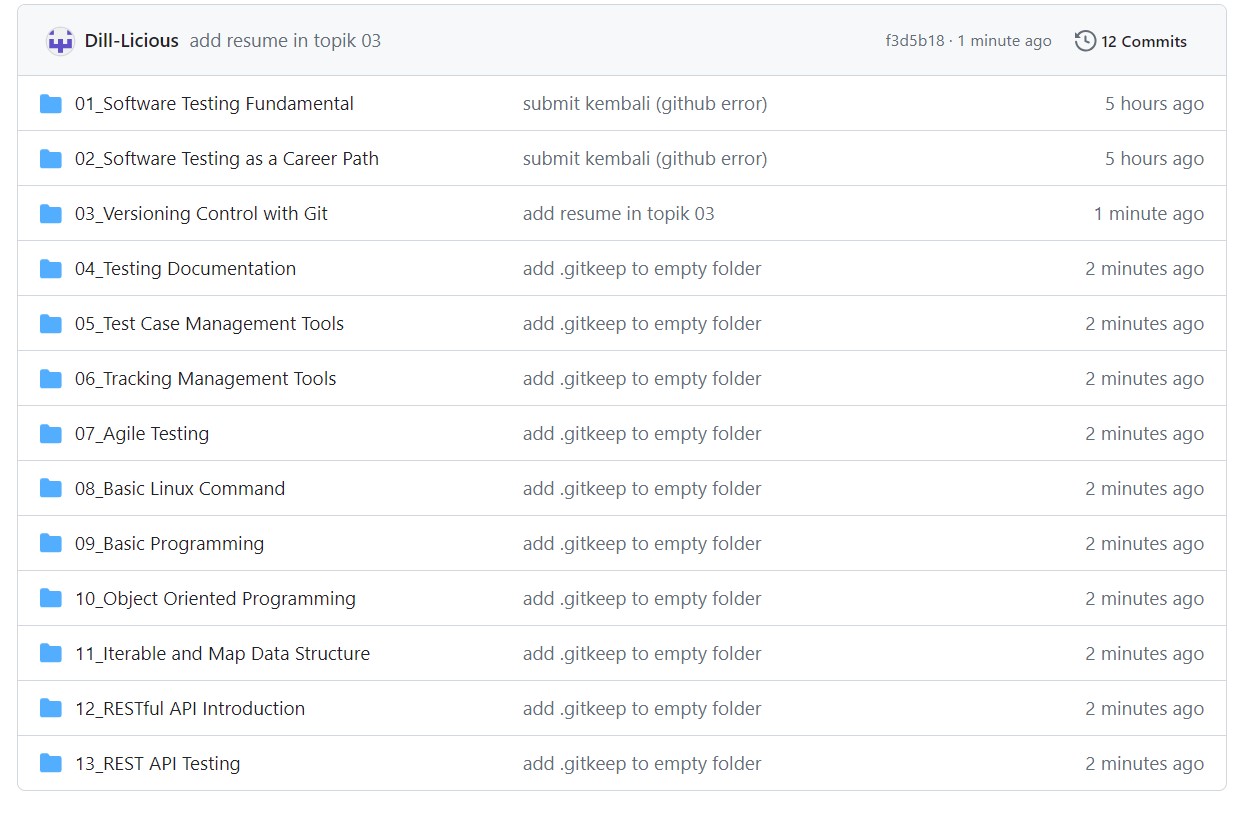 Dill-Licious add resume in topik 03 f3d5b18 · 1 minute ago 12 Commits
01_Software Testing Fundamental submit kembali (github error) 5 hours ago
02_Software Testing as a Career Path submit kembali (github error) 5 hours ago
03_Versioning Control with Git add resume in topik 03 1 minute ago
04_Testing Documentation add .gitkeep to empty folder 2 minutes ago
05_Test Case Management Tools add .gitkeep to empty folder 2 minutes ago
06_Tracking Management Tools add .gitkeep to empty folder 2 minutes ago
07_Agile Testing add .gitkeep to empty folder 2 minutes ago
08_Basic Linux Command add .gitkeep to empty folder 2 minutes ago
09_Basic Programming add .gitkeep to empty folder 2 minutes ago
10_Object Oriented Programming add .gitkeep to empty folder 2 minutes ago
11_Iterable and Map Data Structure add .gitkeep to empty folder 2 minutes ago
12_RESTful API Introduction add .gitkeep to empty folder 2 minutes ago
13_REST API Testing add .gitkeep to empty folder 2 minutes ago